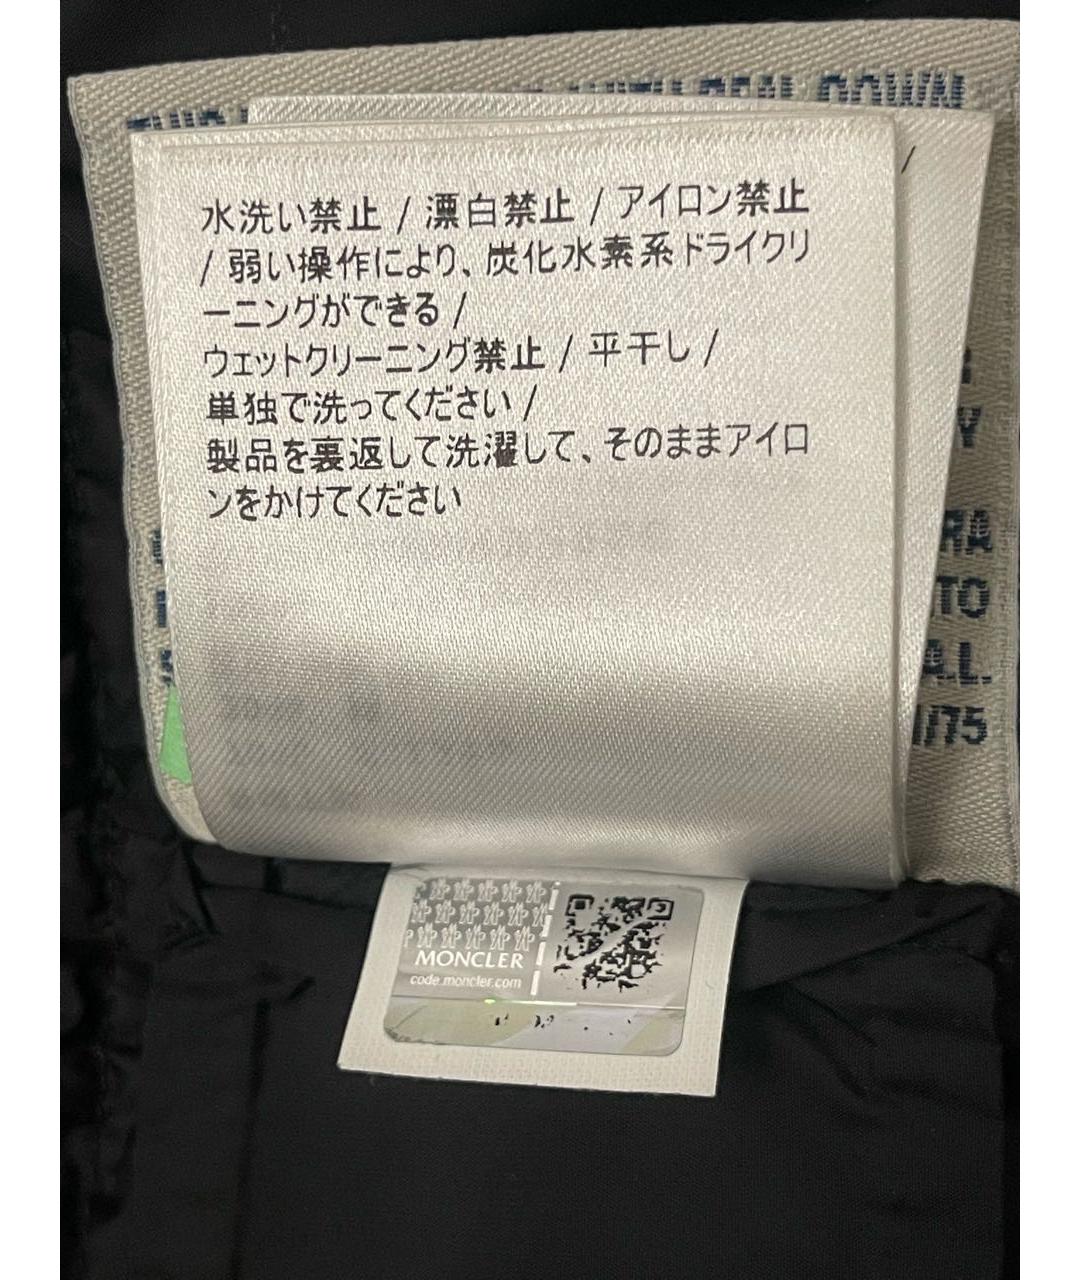 DOWN
水洗い禁止 / 漂白禁止 / アイロン禁止
/ 弱い操作により、炭化水素系ドライクリ
ーニングができる /
ウェットクリーニング禁止 / 平干し /
単独で洗ってください /
製品を裏返して洗濯して、そのままアイロ
ンをかけてください
/
Y
RA
TO
A.L.
1/75
MONCLER
code.moncler.com